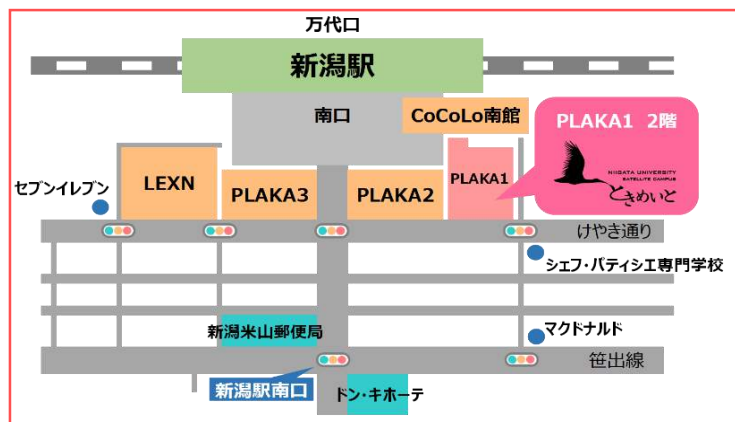 万代口
新潟駅
南口
CoCoLo南館
PLAKA1 2階
NIIGATA UNIVERSITY
SATELLITE CAMPUS
ときめいと
セブンイレブン
LEXN
PLAKA3
PLAKA2
PLAKA1
けやき通り
シェフ・パティシエ専門学校
新潟米山郵便局
マクドナルド
笹出線
新潟駅南口
ドン・キホーテ